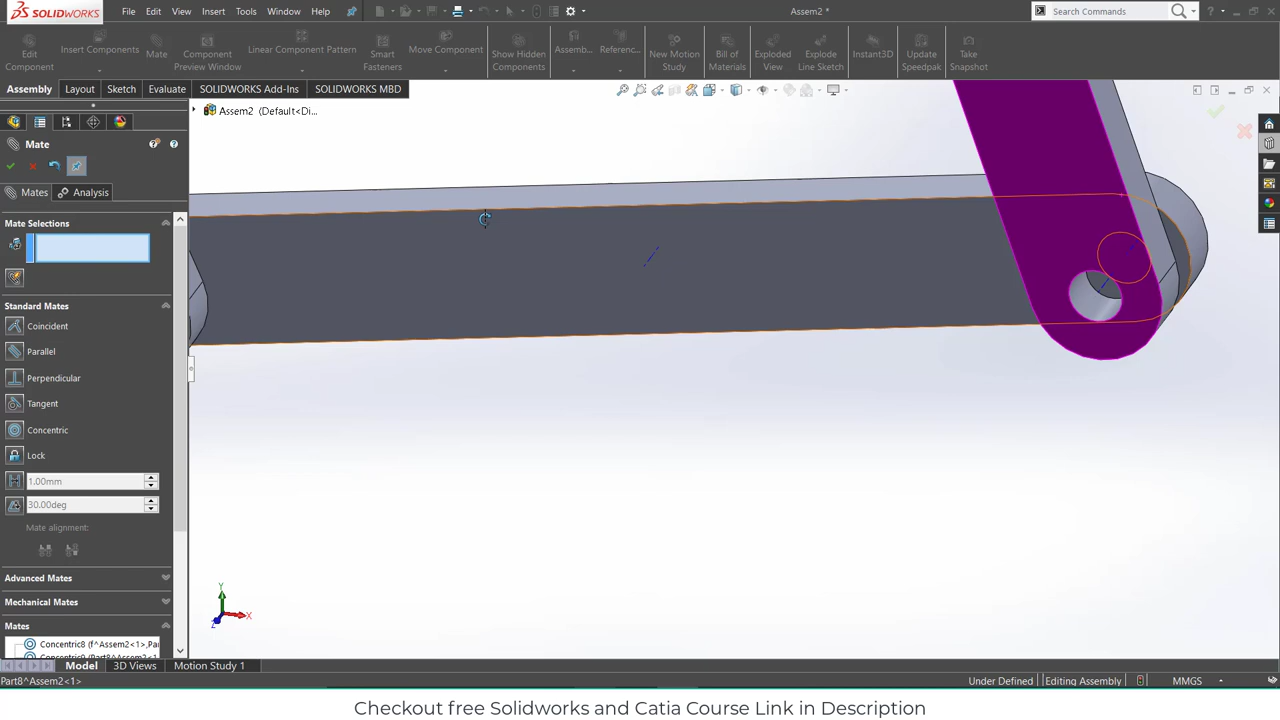 SOLIDWORKS File Edit View Insert Tools Window Help Assem2 * Search Commands ?
Edit Component Insert Components Mate Component Preview Window Linear Component Pattern Smart Fasteners Move Component Show Hidden Components Assemb... Referenc... New Motion Study Bill of Materials Exploded View Explode Line Sketch Instant3D Update Speedpak Take Snapshot
Assembly Layout Sketch Evaluate SOLIDWORKS Add-Ins SOLIDWORKS MBD
Assem2 (Default<Di...
Mate
Mates Analysis
Mate Selections
Standard Mates
Coincident
Parallel
Perpendicular
Tangent
Concentric
Lock
1.00mm
30.00deg
Mate alignment:
Advanced Mates
Mechanical Mates
Mates
Concentric8 (f^Assem2<1>,Par
Y
X
Z
Model 3D Views Motion Study 1
Part8^Assem2<1> Under Defined Editing Assembly MMGS
Checkout free Solidworks and Catia Course Link in Description